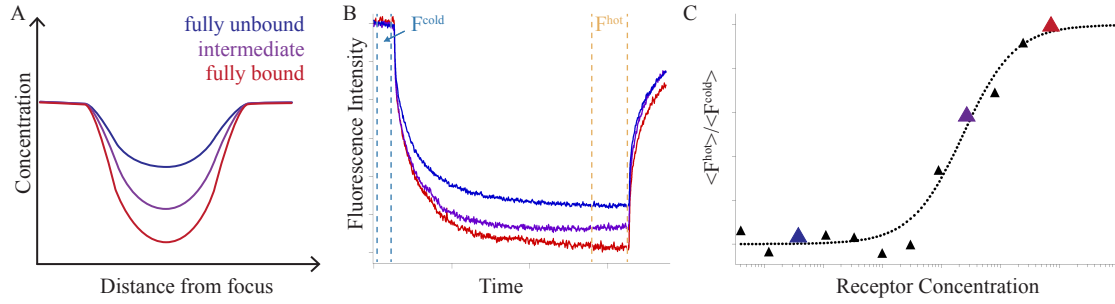 A
fully unbound
intermediate
fully bound
Concentration
Distance from focus
B
F^cold
F^hot
Fluorescence Intensity
Time
C
<F^hot>/<F^cold>
Receptor Concentration